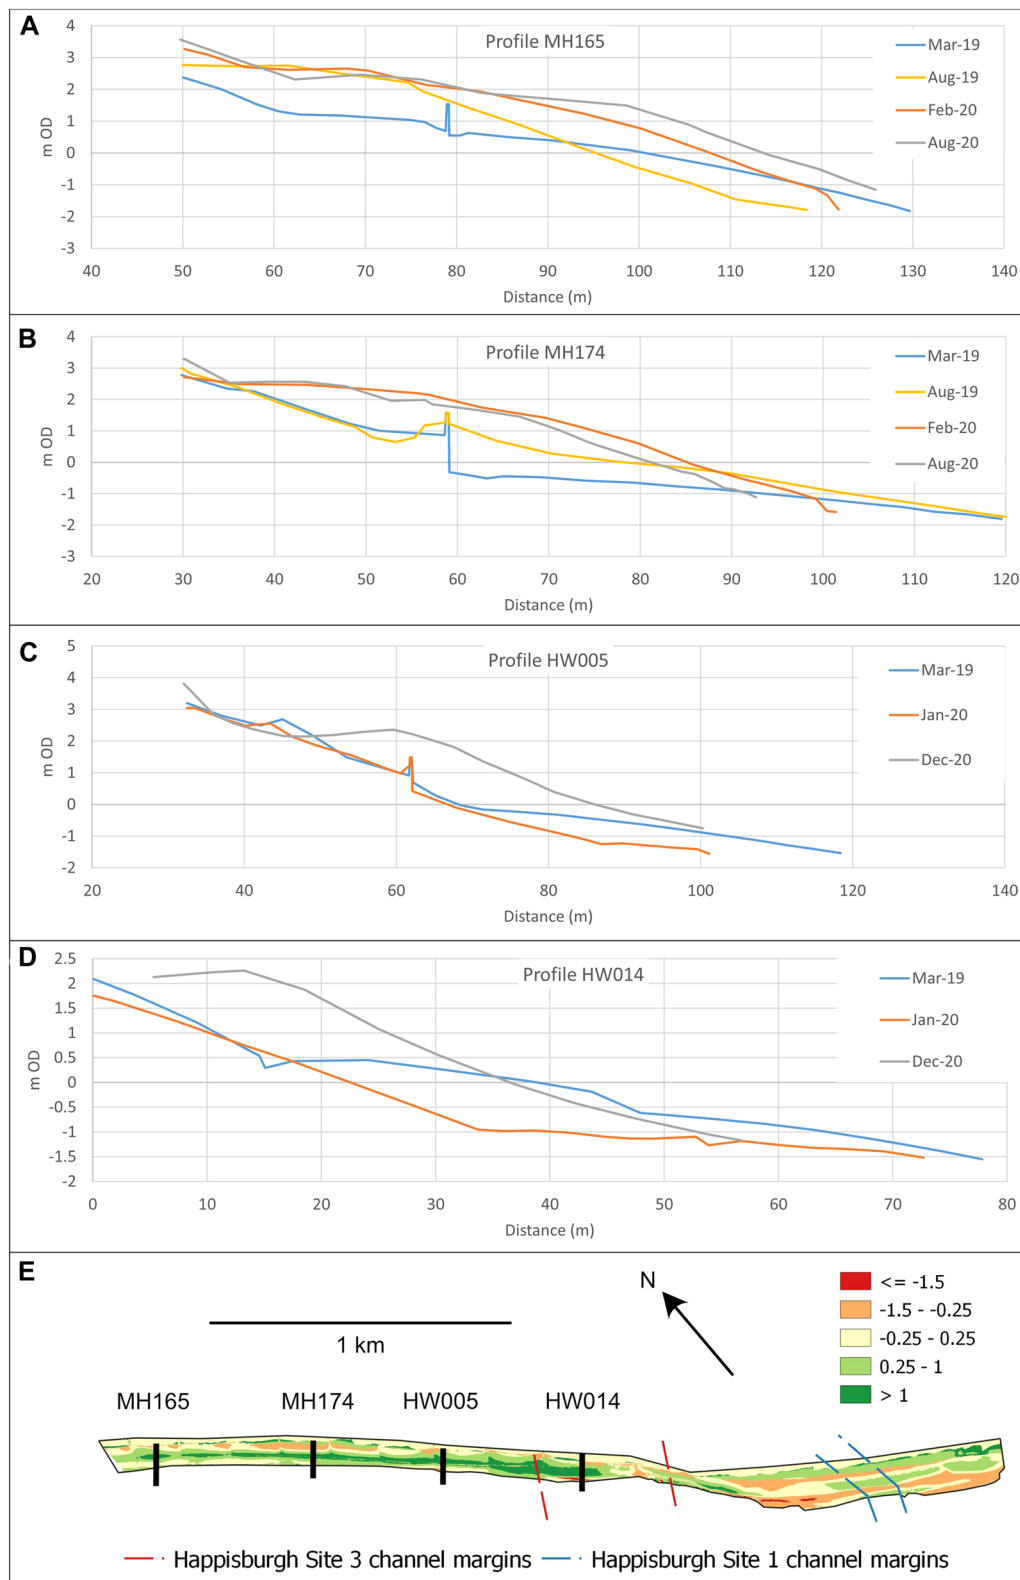 A
Profile MH165
Mar-19
Aug-19
Feb-20
Aug-20
m OD
4
3
2
1
0
-1
-2
-3
40 50 60 70 80 90 100 110 120 130 140
Distance (m)
B
Profile MH174
Mar-19
Aug-19
Feb-20
Aug-20
m OD
4
3
2
1
0
-1
-2
-3
20 30 40 50 60 70 80 90 100 110 120
Distance (m)
C
Profile HW005
Mar-19
Jan-20
Dec-20
m OD
5
4
3
2
1
0
-1
-2
20 40 60 80 100 120 140
Distance (m)
D
Profile HW014
Mar-19
Jan-20
Dec-20
m OD
2.5
2
1.5
1
0.5
0
-0.5
-1
-1.5
-2
0 10 20 30 40 50 60 70 80
Distance (m)
E
N
1 km
<= -1.5
-1.5 - -0.25
-0.25 - 0.25
0.25 - 1
> 1
MH165 MH174 HW005 HW014
Happisburgh Site 3 channel margins
Happisburgh Site 1 channel margins